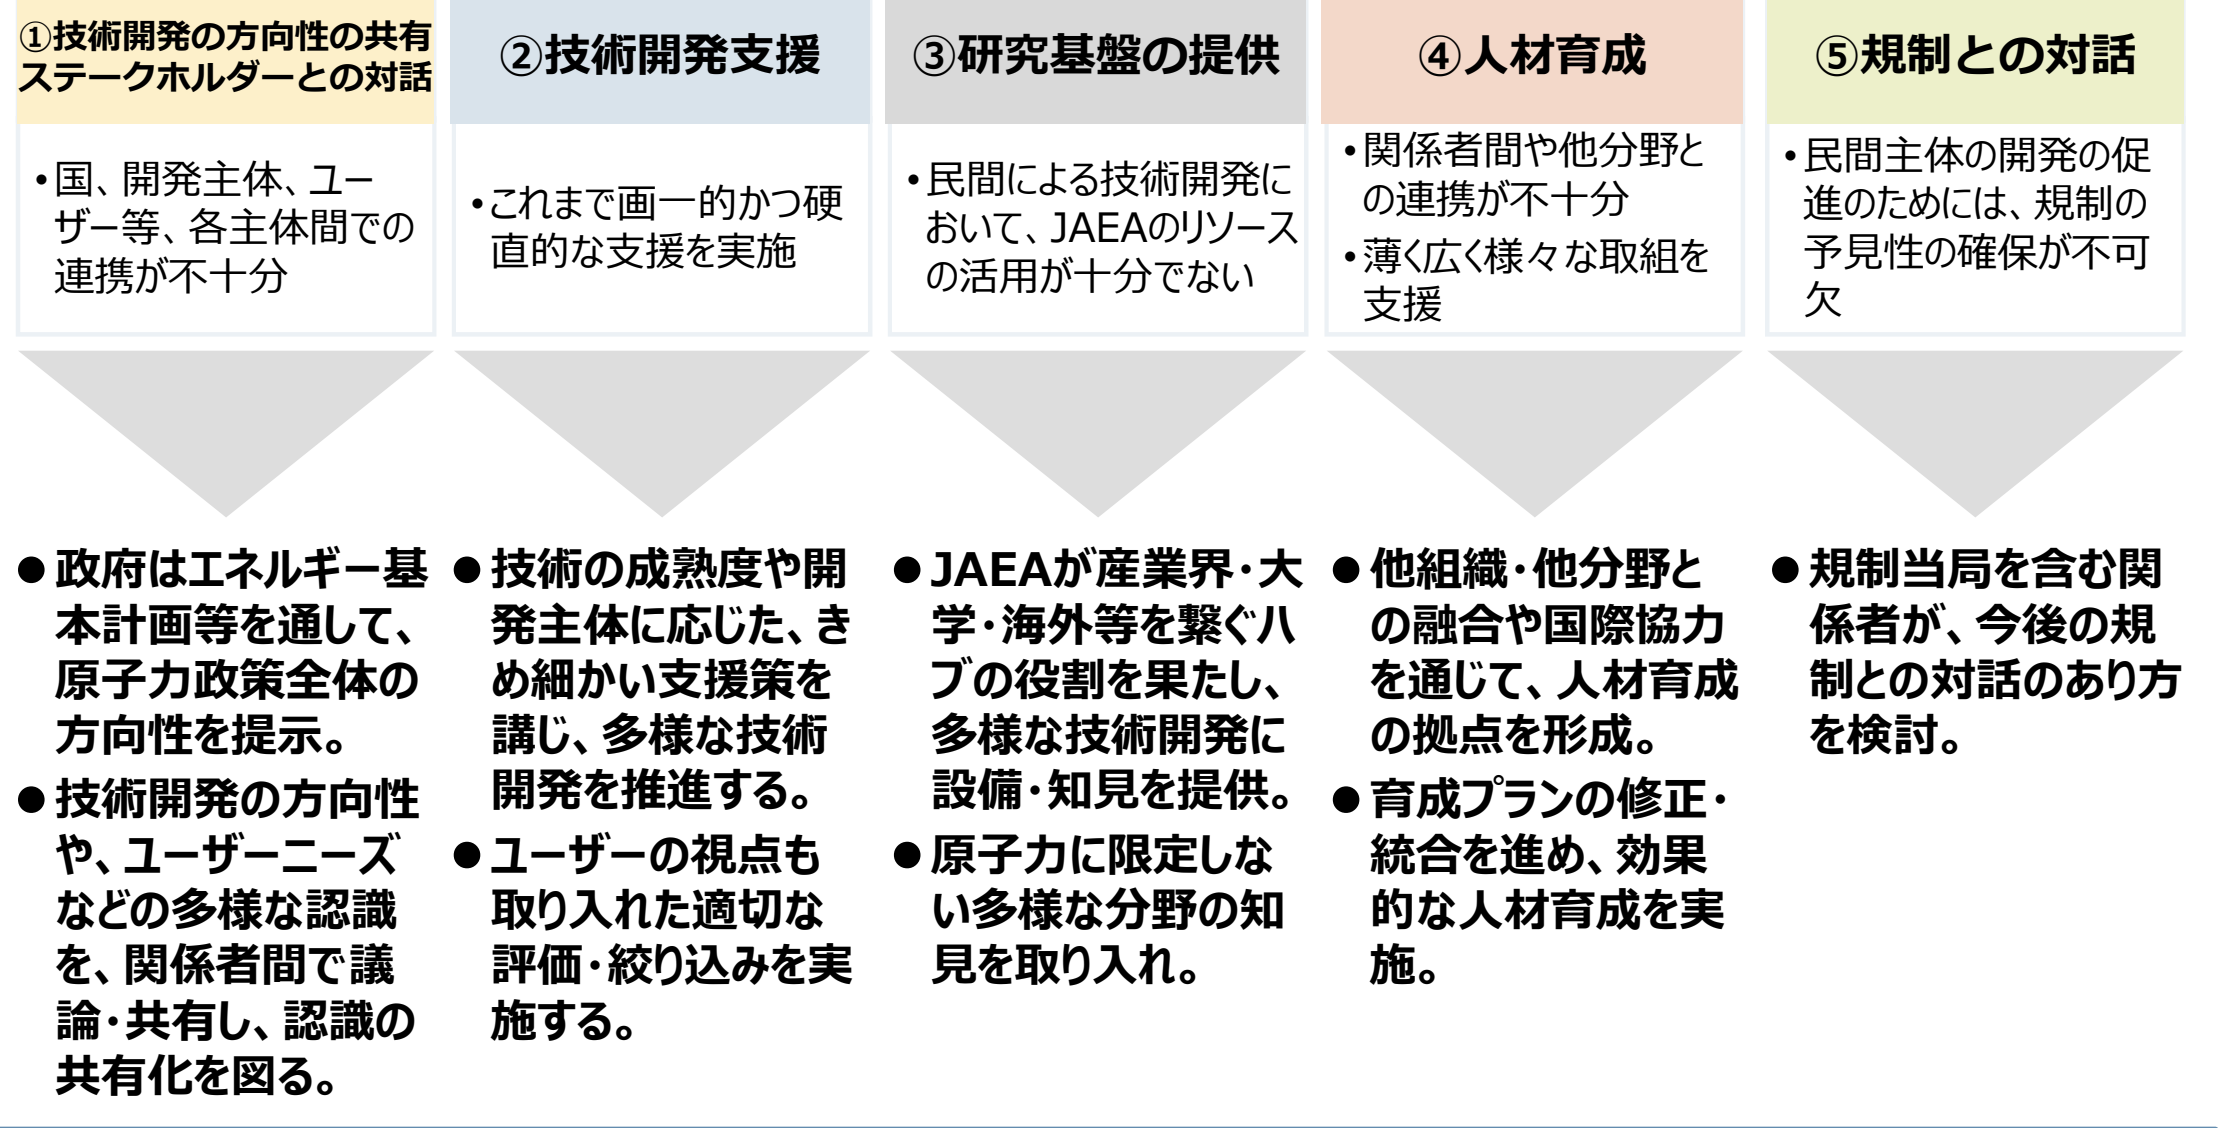 ①技術開発の方向性の共有
ステークホルダーとの対話
・国、開発主体、ユー
ザー等、各主体間での
連携が不十分
●政府はエネルギー基
本計画等を通して、
原子力政策全体の
方向性を提示。
●技術開発の方向性
や、ユーザーニーズ
などの多様な認識
を、関係者間で議
論・共有し、認識の
共有化を図る。
②技術開発支援
・これまで画一的かつ硬
直的な支援を実施
●技術の成熟度や開
発主体に応じた、き
め細かい支援策を
講じ、多様な技術
開発を推進する。
●ユーザーの視点も
取り入れた適切な
評価・絞り込みを実
施する。
③研究基盤の提供
・民間による技術開発に
おいて、JAEAのリソース
の活用が十分でない
●JAEAが産業界・大
学・海外等を繋ぐハ
ブの役割を果たし、
多様な技術開発に
設備・知見を提供。
●原子力に限定しな
い多様な分野の知
見を取り入れ。
④人材育成
・関係者間や他分野と
の連携が不十分
・薄く広く様々な取組を
支援
●他組織・他分野と
の融合や国際協力
を通じて、人材育成
の拠点を形成。
●育成プランの修正・
統合を進め、効果
的な人材育成を実
施。
⑤規制との対話
・民間主体の開発の促
進のためには、規制の
予見性の確保が不可
欠
●規制当局を含む関
係者が、今後の規
制との対話のあり方
を検討。